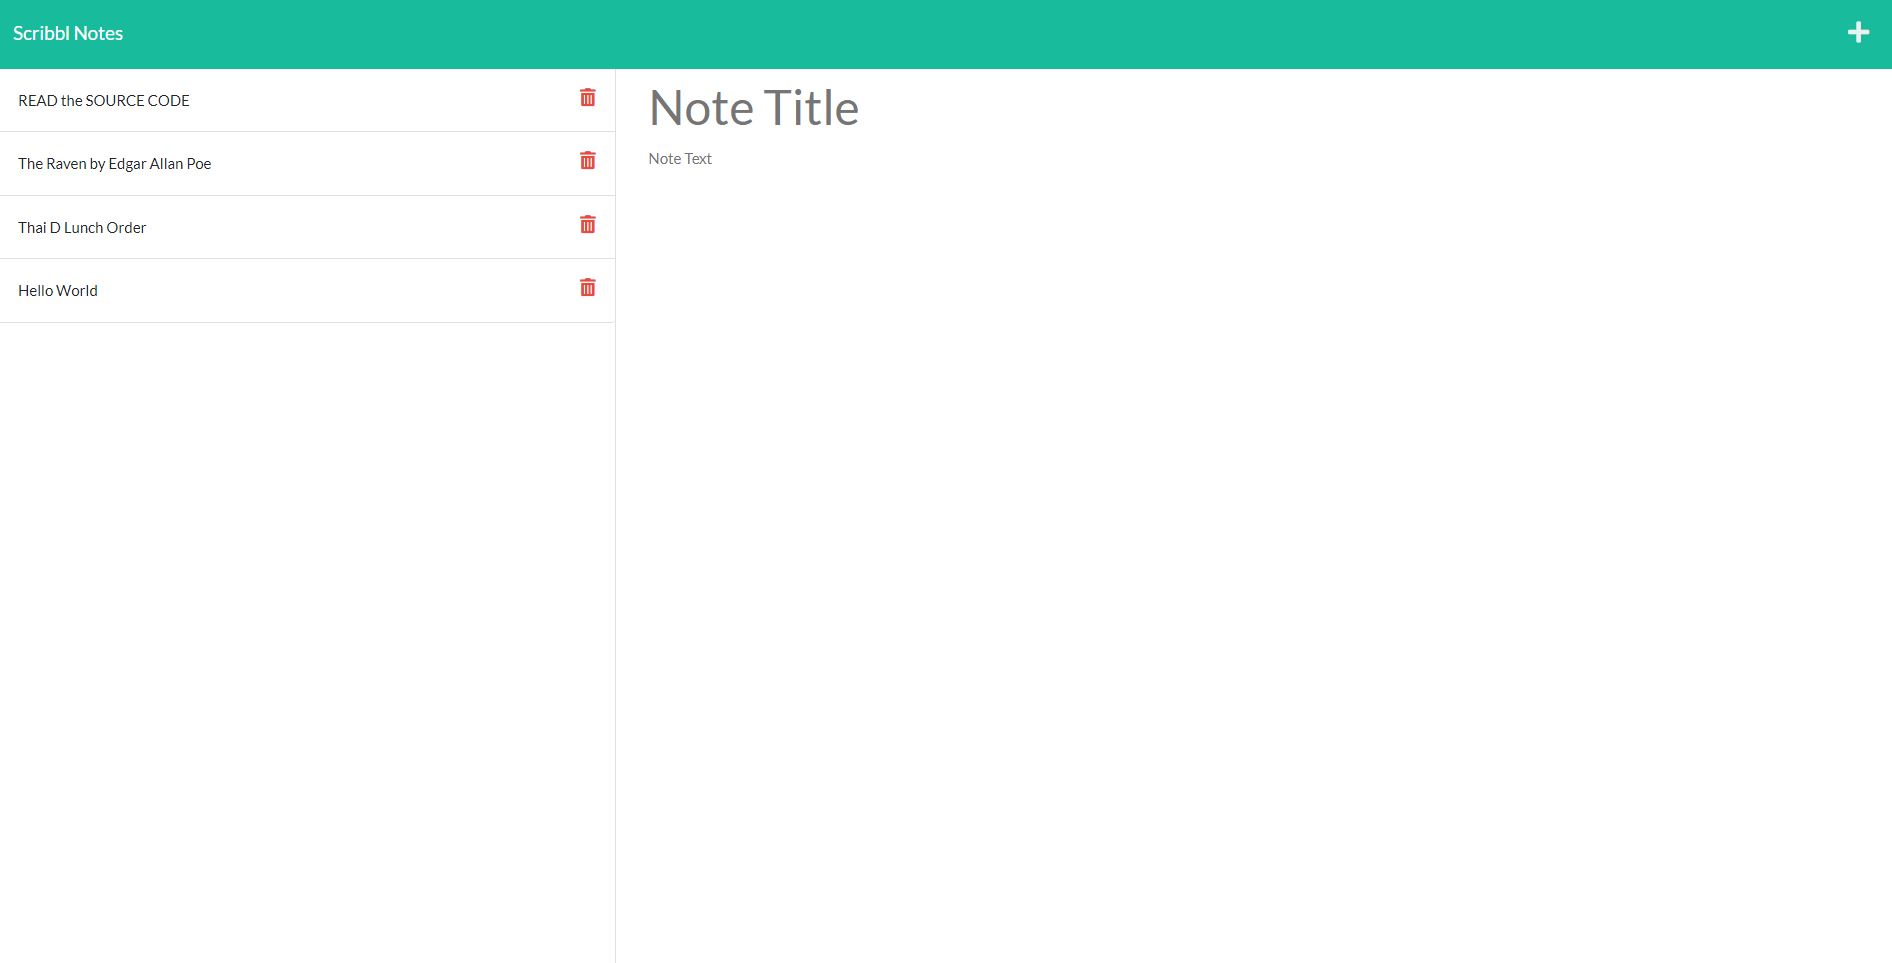 Scribbl Notes
READ the SOURCE CODE
The Raven by Edgar Allan Poe
Thai D Lunch Order
Hello World
Note Title
Note Text